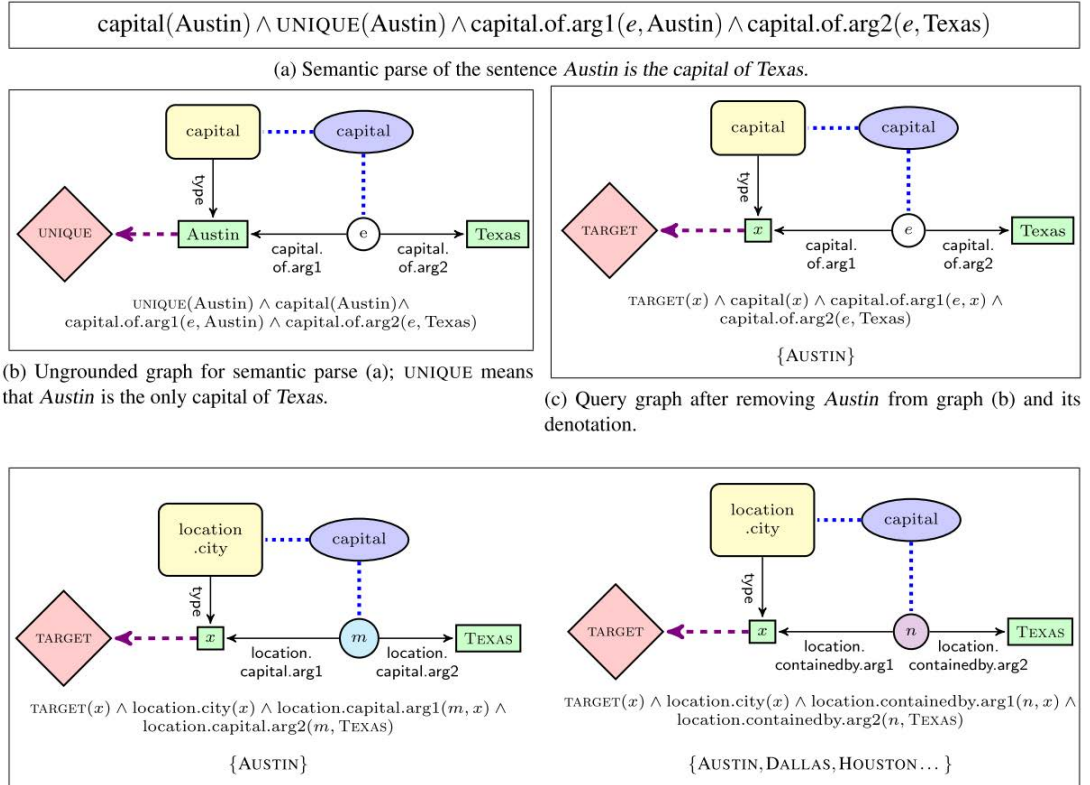 capital(Austin) ∧ UNIQUE(Austin) ∧ capital.of.arg1(e, Austin) ∧ capital.of.arg2(e, Texas)
(a) Semantic parse of the sentence Austin is the capital of Texas.
capital
capital
type
UNIQUE
Austin
e
Texas
capital.
of.arg1
capital.
of.arg2
UNIQUE(Austin) ∧ capital(Austin)∧
capital.of.arg1(e, Austin) ∧ capital.of.arg2(e, Texas)
(b) Ungrounded graph for semantic parse (a); UNIQUE means
that Austin is the only capital of Texas.
capital
capital
type
TARGET
x
e
Texas
capital.
of.arg1
capital.
of.arg2
TARGET(x) ∧ capital(x) ∧ capital.of.arg1(e, x) ∧
capital.of.arg2(e, Texas)
{AUSTIN}
(c) Query graph after removing Austin from graph (b) and its
denotation.
location
.city
capital
type
TARGET
x
m
TEXAS
location.
capital.arg1
location.
capital.arg2
TARGET(x) ∧ location.city(x) ∧ location.capital.arg1(m, x) ∧
location.capital.arg2(m, TEXAS)
{AUSTIN}
location
.city
capital
type
TARGET
x
n
TEXAS
location.
containedby.arg1
location.
containedby.arg2
TARGET(x) ∧ location.city(x) ∧ location.containedby.arg1(n, x) ∧
location.containedby.arg2(n, TEXAS)
{AUSTIN, DALLAS, HOUSTON... }